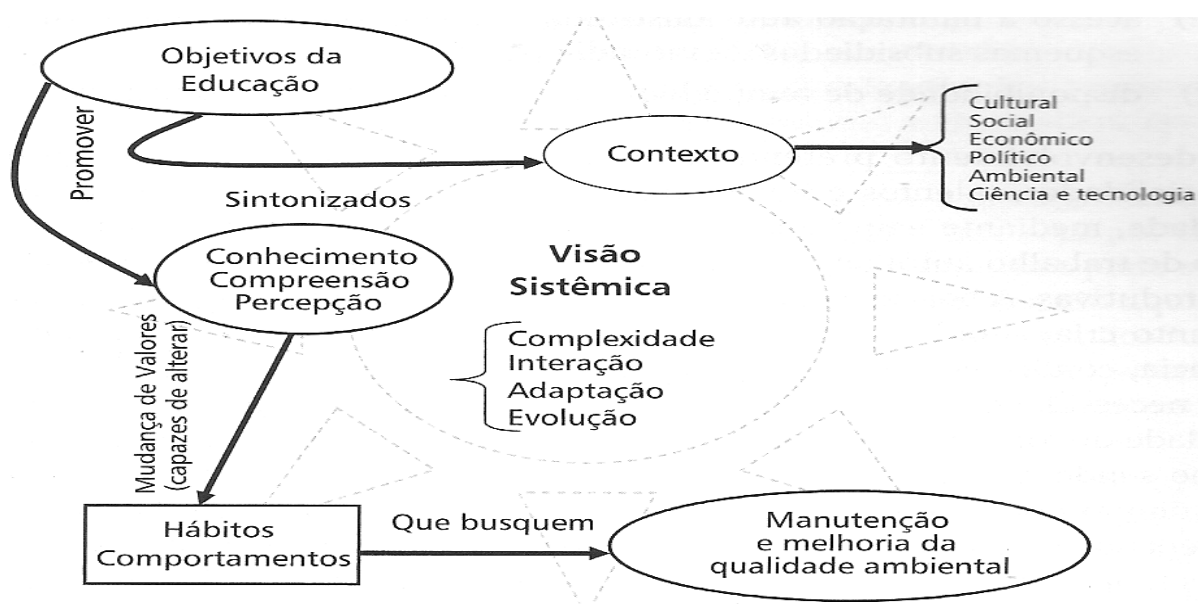 Objetivos da
Educação
Promover
Sintonizados
Contexto
Cultural
Social
Econômico
Político
Ambiental
Ciência e tecnologia
Conhecimento
Compreensão
Percepção
Visão
Sistêmica
Complexidade
Interação
Adaptação
Evolução
Mudança de Valores
(capazes de alterar)
Hábitos
Comportamentos
Que busquem
Manutenção
e melhoria da
qualidade ambiental